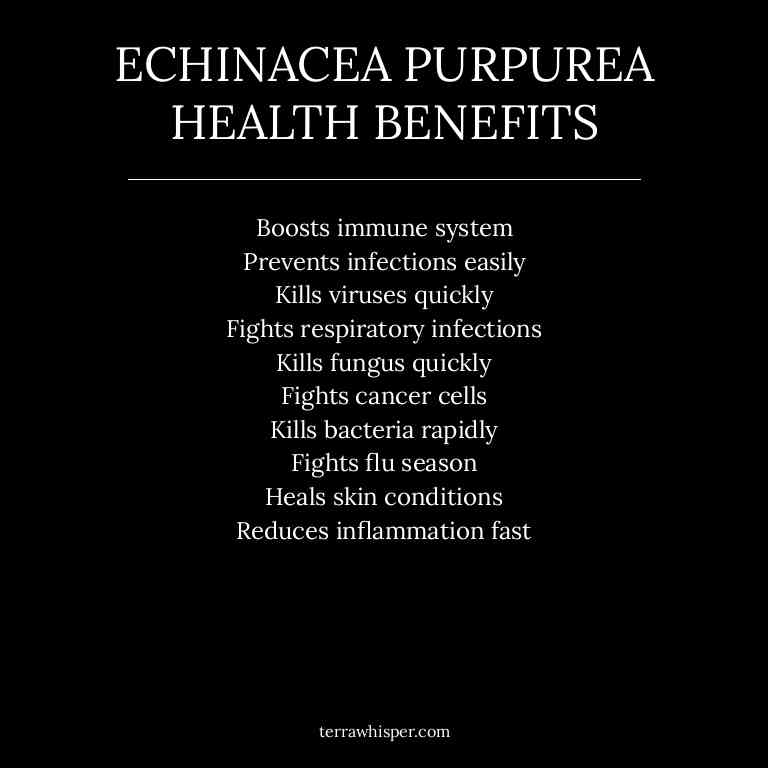 ECHINACEA PURPUREA
HEALTH BENEFITS
Boosts immune system
Prevents infections easily
Kills viruses quickly
Fights respiratory infections
Kills fungus quickly
Fights cancer cells
Kills bacteria rapidly
Fights flu season
Heals skin conditions
Reduces inflammation fast
terrawhisper.com